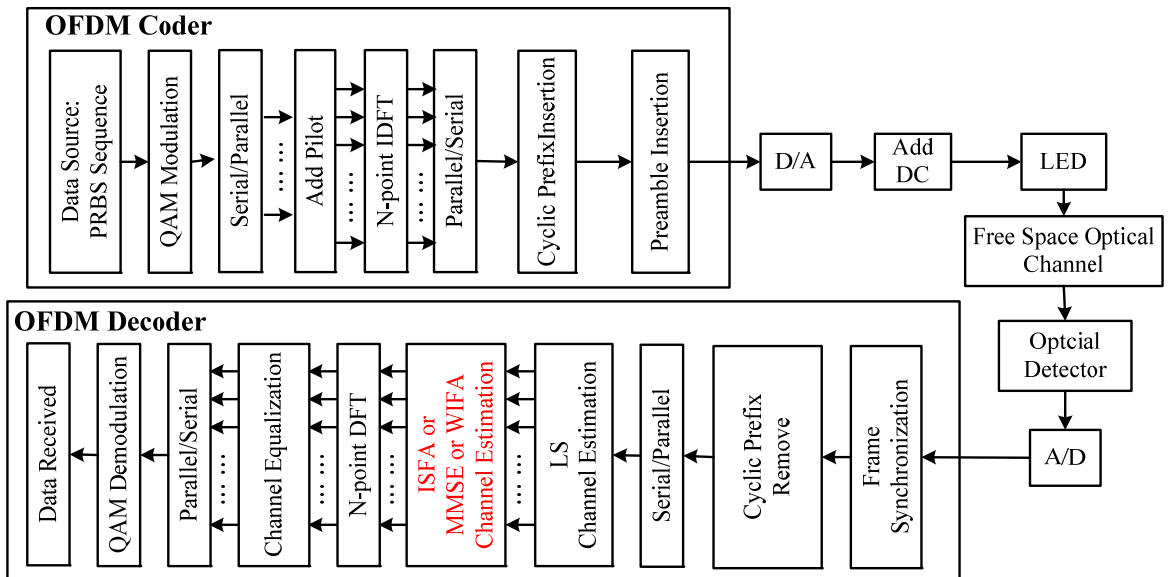 OFDM Coder
Data Source:
PRBS Sequence
QAM Modulation
Serial/Parallel
... ...
Add Pilot
... ...
N-point IDFT
... ...
Parallel/Serial
Cyclic PrefixInsertion
Preamble Insertion
D/A
Add
DC
LED
Free Space Optical
Channel
Optcial
Detector
A/D
OFDM Decoder
Data Received
QAM Demodulation
Parallel/Serial
... ...
Channel Equalization
... ...
N-point DFT
... ...
ISFA or
MMSE or WIFA
Channel Estimation
... ...
LS
Channel Estimation
Serial/Parallel
Cyclic Prefix
Remove
Frame
Synchronization